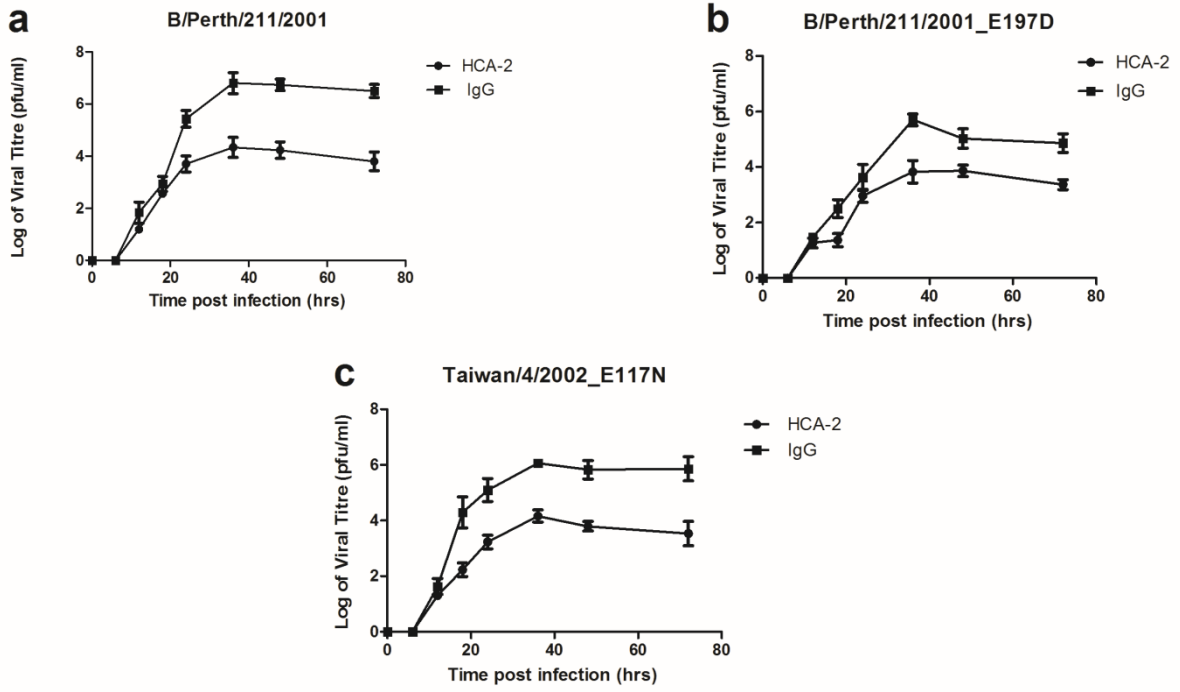 a
B/Perth/211/2001
Log of Viral Titre (pfu/ml)
8
6
4
2
0
0 20 40 60 80
Time post infection (hrs)
HCA-2
IgG
b
B/Perth/211/2001_E197D
Log of Viral Titre (pfu/ml)
8
6
4
2
0
0 20 40 60 80
Time post infection (hrs)
HCA-2
IgG
c
Taiwan/4/2002_E117N
Log of Viral Titre (pfu/ml)
8
6
4
2
0
0 20 40 60 80
Time post infection (hrs)
HCA-2
IgG